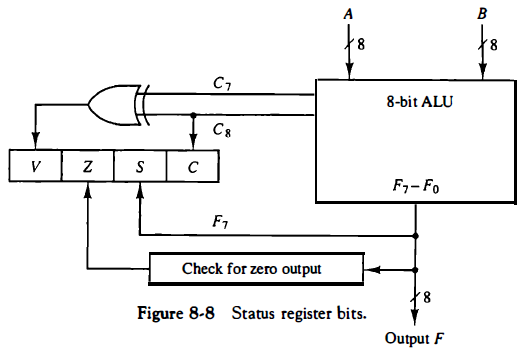 A B
8 8
C7
8-bit ALU
C8
V Z S C
F7-F0
F7
Check for zero output
8
Figure 8-8 Status register bits.
Output F